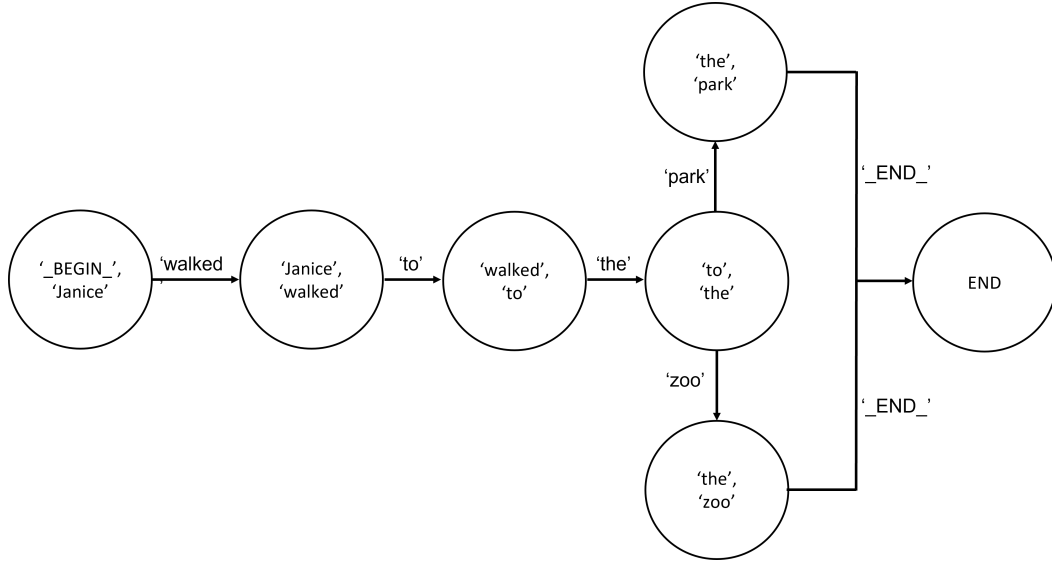 ‘the’,
‘park’
‘park’
‘_END_’
‘_BEGIN_’,
‘Janice’
‘walked
’
‘Janice’,
‘walked’
‘to’
‘walked’,
‘to’
‘the’
‘to’,
‘the’
END
‘zoo’
‘_END_’
‘the’,
‘zoo’